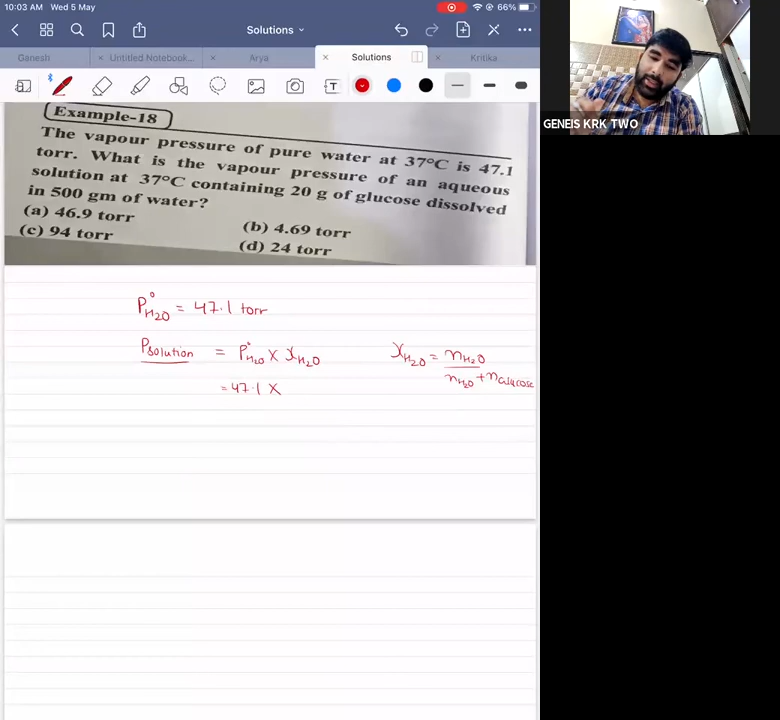 10:03 AM Wed 5 May
66%
Solutions
Ganesh
Untitled Notebook...
Arya
Solutions
Kritika
T
GENEIS KRK TWO
Example-18
The vapour pressure of pure water at 37°C is 47.1
torr. What is the vapour pressure of an aqueous
solution at 37°C containing 20 g of glucose dissolved
in 500 gm of water?
(a) 46.9 torr
(b) 4.69 torr
(c) 94 torr
(d) 24 torr
P°H2O = 47.1 torr
Psolution = P°H2O × XH2O
= 47.1 ×
XH2O = nH2O
nH2O + nGlucose